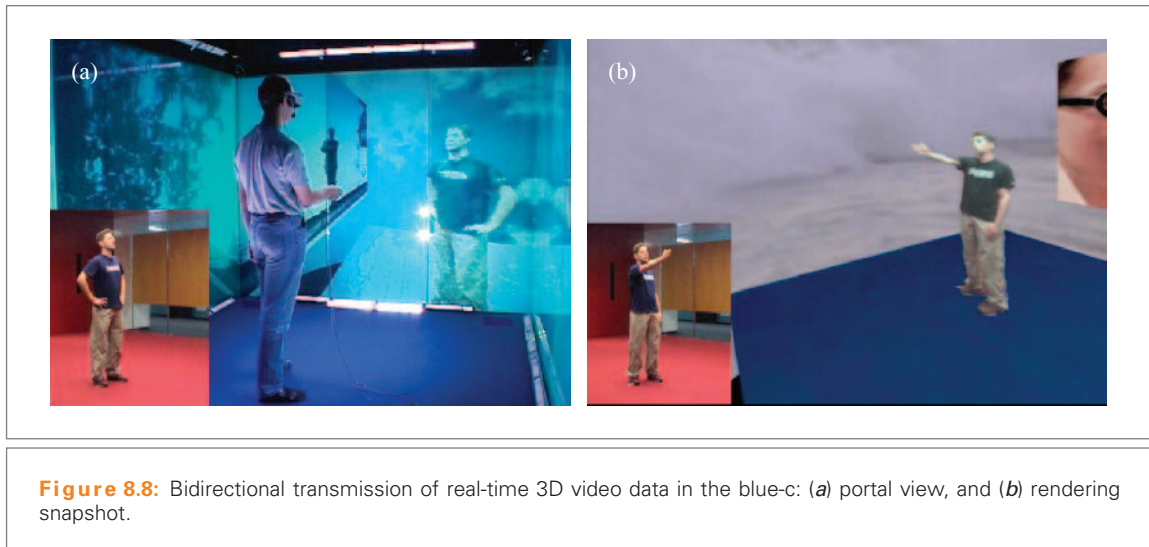 (a)
(b)
Figure 8.8: Bidirectional transmission of real-time 3D video data in the blue-c: (a) portal view, and (b) rendering
snapshot.